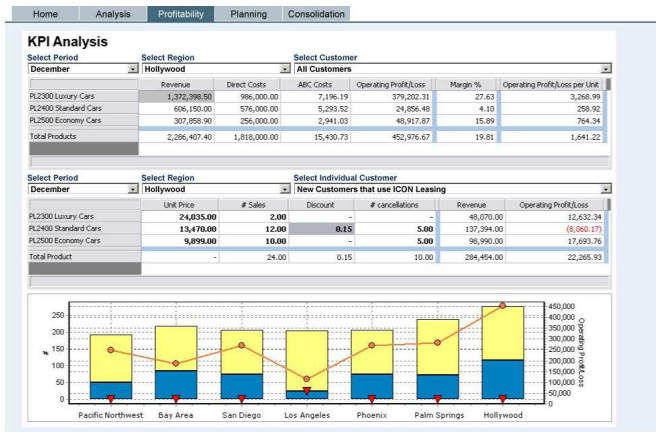 Home Analysis Profitability Planning Consolidation
KPI Analysis
Select Period Select Region Select Customer
December Hollywood All Customers
Revenue Direct Costs ABC Costs Operating Profit/Loss Margin % Operating Profit/Loss per Unit
PL2300 Luxury Cars 1,372,398.50 986,000.00 7,196.19 379,202.31 27.63 3,268.99
PL2400 Standard Cars 606,150.00 576,000.00 5,293.52 24,856.48 4.10 258.92
PL2500 Economy Cars 307,858.90 256,000.00 2,941.03 48,917.87 15.89 764.34
Total Products 2,286,407.40 1,818,000.00 15,430.73 452,976.67 19.81 1,641.22
Select Period Select Region Select Individual Customer
December Hollywood New Customers that use ICON Leasing
Unit Price # Sales Discount # cancellations Revenue Operating Profit/Loss
PL2300 Luxury Cars 24,035.00 2.00 - - 48,070.00 12,632.34
PL2400 Standard Cars 13,470.00 12.00 0.15 5.00 137,394.00 (8,060.17)
PL2500 Economy Cars 9,899.00 10.00 - 5.00 98,990.00 17,693.76
Total Product - 24.00 0.15 10.00 284,454.00 22,265.93
250
200
150
100
50
0
#
450,000
400,000
350,000
300,000
250,000
200,000
150,000
100,000
50,000
0
Operating Profit/Loss
Pacific Northwest Bay Area San Diego Los Angeles Phoenix Palm Springs Hollywood